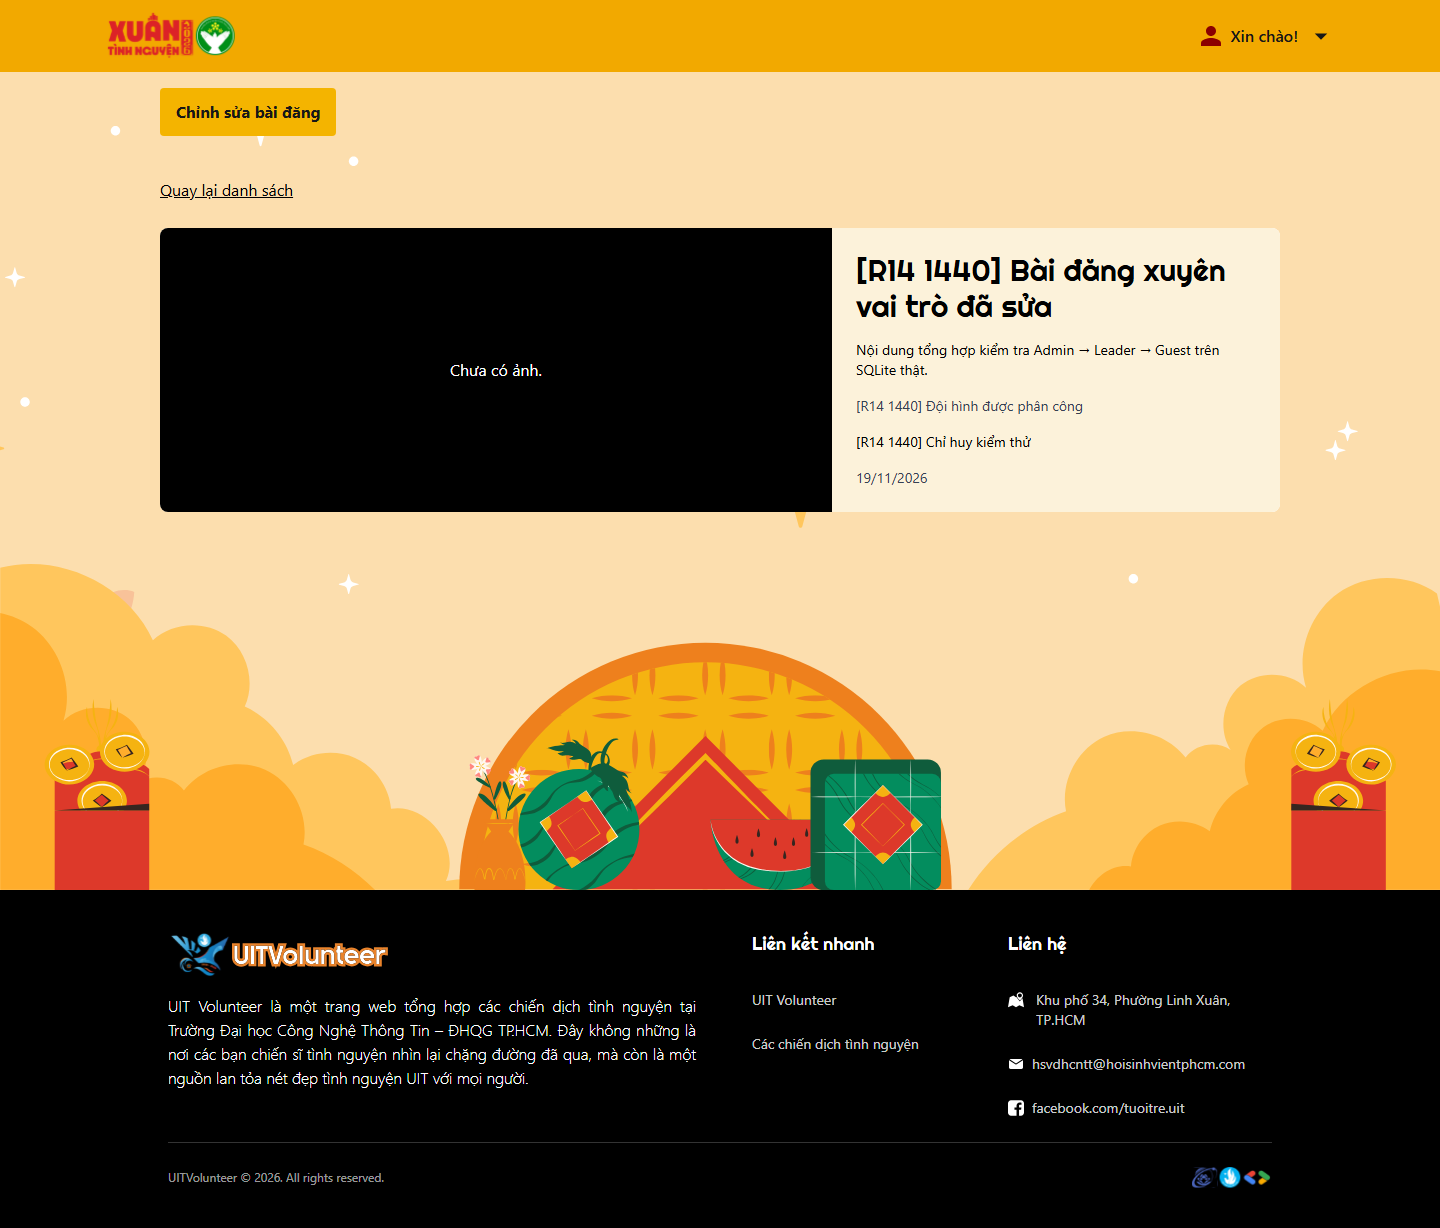 XUÂN
TÌNH NGUYỆN
2026
Xin chào!
Chỉnh sửa bài đăng
Quay lại danh sách
Chưa có ảnh.
[R14 1440] Bài đăng xuyên
vai trò đã sửa
Nội dung tổng hợp kiểm tra Admin → Leader → Guest trên
SQLite thật.
[R14 1440] Đội hình được phân công
[R14 1440] Chỉ huy kiểm thử
19/11/2026
UITVolunteer
UIT Volunteer là một trang web tổng hợp các chiến dịch tình nguyện tại
Trường Đại học Công Nghệ Thông Tin – ĐHQG TP.HCM. Đây không những là
nơi các bạn chiến sĩ tình nguyện nhìn lại chặng đường đã qua, mà còn là một
nguồn lan tỏa nét đẹp tình nguyện UIT với mọi người.
Liên kết nhanh
UIT Volunteer
Các chiến dịch tình nguyện
Liên hệ
Khu phố 34, Phường Linh Xuân,
TP.HCM
hsvdhcntt@hoisinhvientphcm.com
facebook.com/tuoitre.uit
UITVolunteer © 2026. All rights reserved.